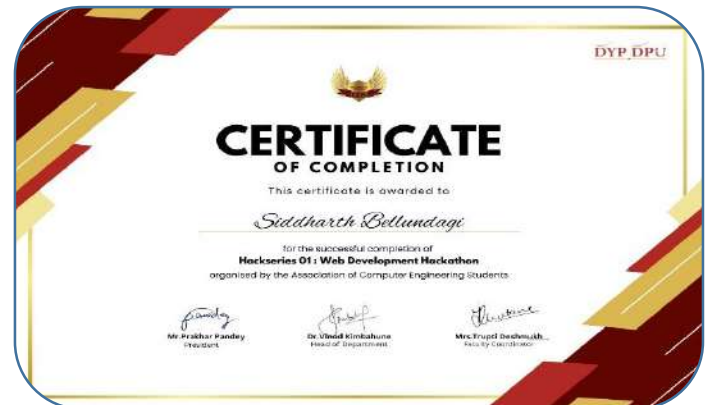 DYP DPU
CERTIFICATE
OF COMPLETION
This certificate is awarded to
Siddharth Bellundagi
for the successful completion of
Hackseries 01 : Web Development Hackathon
organised by the Association of Computer Engineering Students
Mr.Prakhar Pandey
President
Dr.Vinod Kimbahune
Head of Department
Mrs.Trupti Deshmukh
Faculty Coordinator